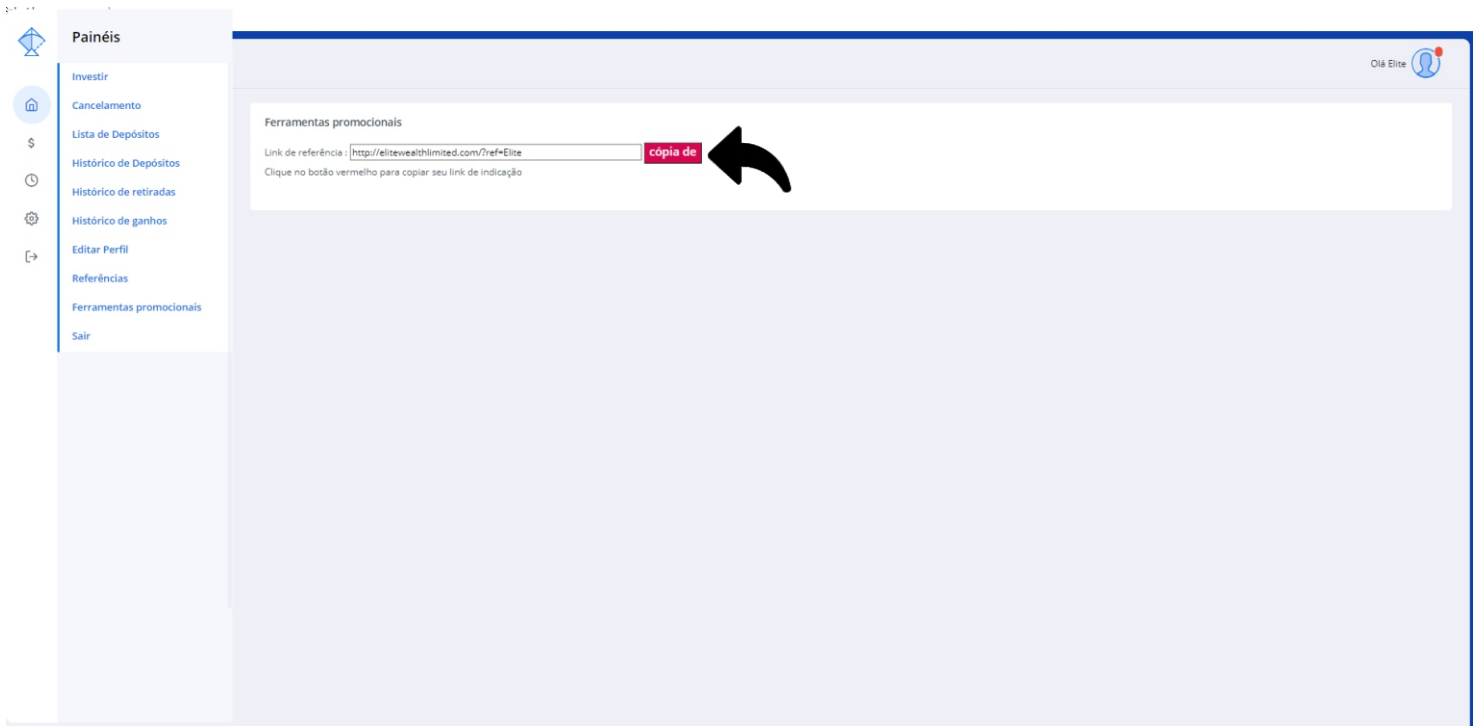 Painéis
Investir
Cancelamento
Lista de Depósitos
Histórico de Depósitos
Histórico de retiradas
Histórico de ganhos
Editar Perfil
Referências
Ferramentas promocionais
Sair
Olá Elite
Ferramentas promocionais
Link de referência : http://elitewealthlimited.com/?ref=Elite cópia de
Clique no botão vermelho para copiar seu link de indicação